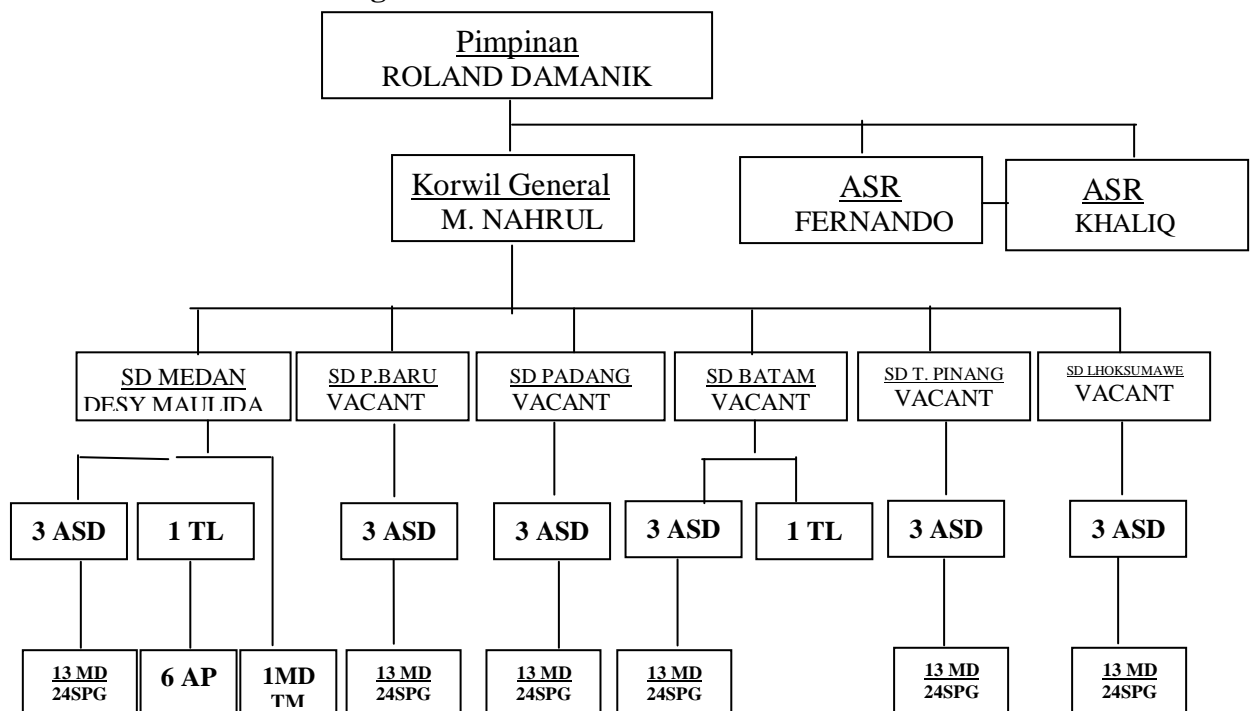 Pimpinan
ROLAND DAMANIK
Korwil General
M. NAHRUL
ASR
FERNANDO
ASR
KHALIQ
SD MEDAN
DESY MAULIDA
SD P.BARU
VACANT
SD PADANG
VACANT
SD BATAM
VACANT
SD T. PINANG
VACANT
SD LHOKSUMAWE
VACANT
3 ASD
1 TL
3 ASD
3 ASD
3 ASD
1 TL
3 ASD
3 ASD
13 MD
24SPG
6 AP
1MD
TM
13 MD
24SPG
13 MD
24SPG
13 MD
24SPG
13 MD
24SPG
13 MD
24SPG